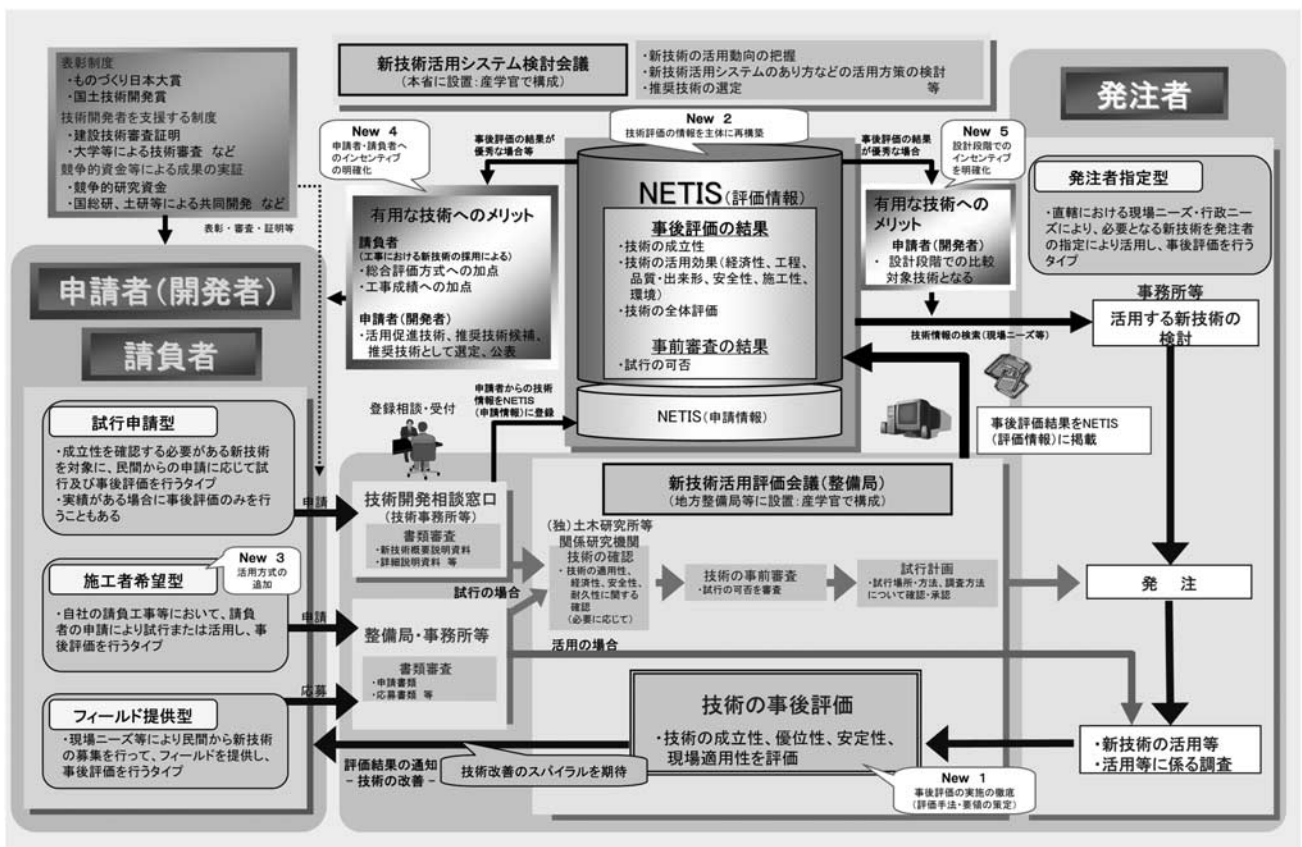 表彰制度
・ものづくり日本大賞
・国土技術開発賞
技術開発者を支援する制度
・建設技術審査証明
・大学等による技術審査 など
競争的資金等による成果の実証
・競争的研究資金
・国総研、土研等による共同開発 など
表彰・審査・証明等
新技術活用システム検討会議
(本省に設置:産学官で構成)
・新技術の活用動向の把握
・新技術活用システムのあり方などの活用方策の検討
・推奨技術の選定 等
New 4
申請者・請負者へ
のインセンティブ
の明確化
事後評価の結果が
優秀な場合等
New 2
技術評価の情報を主体に再構築
事後評価の結果
が優秀な場合
New 5
設計段階での
インセンティブ
を明確化
有用な技術へのメリット
請負者
(工事における新技術の採用による)
・総合評価方式への加点
・工事成績への加点
申請者(開発者)
・活用促進技術、推奨技術候補、
推奨技術として選定、公表
NETIS(評価情報)
事後評価の結果
・技術の成立性
・技術の活用効果(経済性、工程、
品質・出来形、安全性、施工性、
環境)
・技術の全体評価
事前審査の結果
・試行の可否
NETIS(申請情報)
有用な技術への
メリット
申請者(開発者)
・ 設計段階での比較
対象技術となる
技術情報の検索(現場ニーズ等)
発注者
発注者指定型
・直轄における現場ニーズ・行政ニー
ズにより、必要となる新技術を発注者
の指定により活用し、事後評価を行う
タイプ
事務所等
活用する新技術の
検討
発 注
・新技術の活用等
・活用等に係る調査
申請者(開発者)
請負者
試行申請型
・成立性を確認する必要がある新技術
を対象に、民間からの申請に応じて試
行及び事後評価を行うタイプ
・実績がある場合に事後評価のみを行
うこともある
申請
New 3
活用方式の
追加
施工者希望型
・自社の請負工事等において、請負
者の申請により試行または活用し、事
後評価を行うタイプ
申請
フィールド提供型
・現場ニーズ等により民間から新技術
の募集を行って、フィールドを提供し、
事後評価を行うタイプ
応募
登録相談・受付
申請者からの技術
情報をNETIS
(申請情報)に登録
技術開発相談窓口
(技術事務所等)
書類審査
・新技術概要説明資料
・詳細説明資料 等
試行の場合
整備局・事務所等
書類審査
・申請書類
・応募書類 等
活用の場合
事後評価結果をNETIS
(評価情報)に掲載
新技術活用評価会議(整備局)
(地方整備局等に設置:産学官で構成)
(独)土木研究所等
関係研究機関
技術の確認
・技術の適用性、
経済性、安全性、
耐久性に関する
確認
(必要に応じて)
技術の事前審査
・試行の可否を審査
試行計画
・試行場所・方法、調査方法
について確認・承認
技術の事後評価
・技術の成立性、優位性、安定性、
現場適用性を評価
New 1
事後評価の実施の徹底
(評価手法・要領の策定)
評価結果の通知
- 技術の改善 -
技術改善のスパイラルを期待